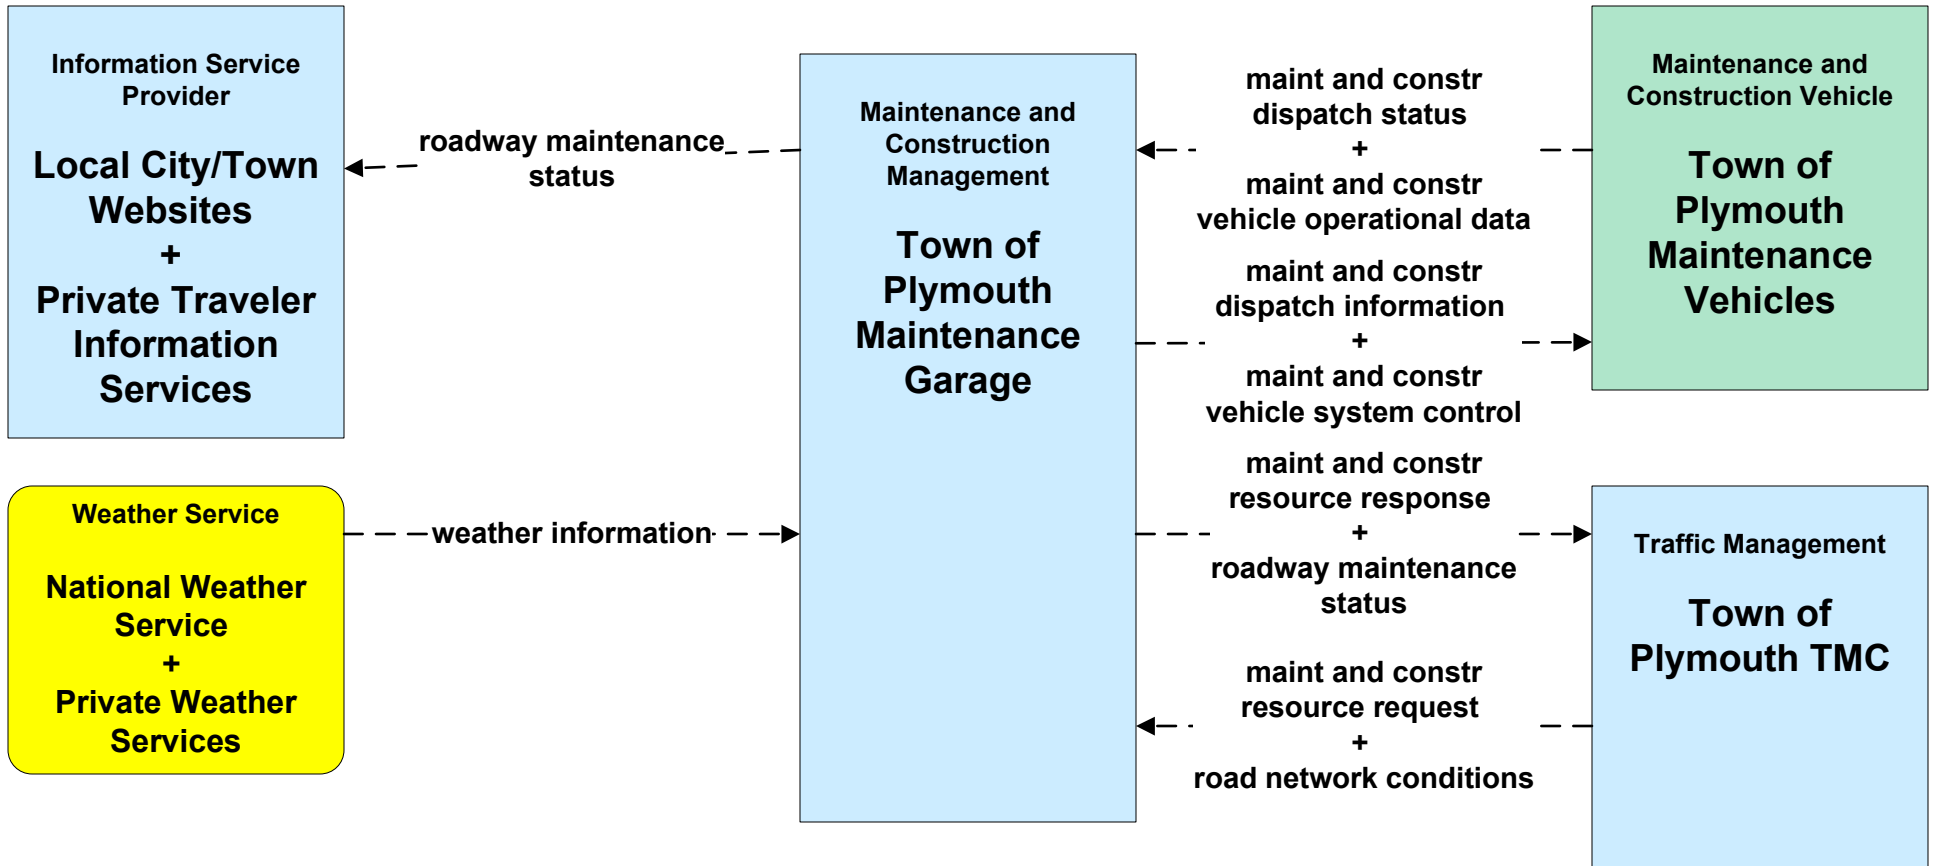 Information Service
Provider
Local City/Town
Websites
+
Private Traveler
Information
Services
roadway maintenance
status
Weather Service
National Weather
Service
+
Private Weather
Services
weather information
Maintenance and
Construction
Management
Town of
Plymouth
Maintenance
Garage
maint and constr
dispatch status
+
maint and constr
vehicle operational data
maint and constr
dispatch information
+
maint and constr
vehicle system control
maint and constr
resource response
+
roadway maintenance
status
maint and constr
resource request
+
road network conditions
Maintenance and
Construction Vehicle
Town of
Plymouth
Maintenance
Vehicles
Traffic Management
Town of
Plymouth TMC